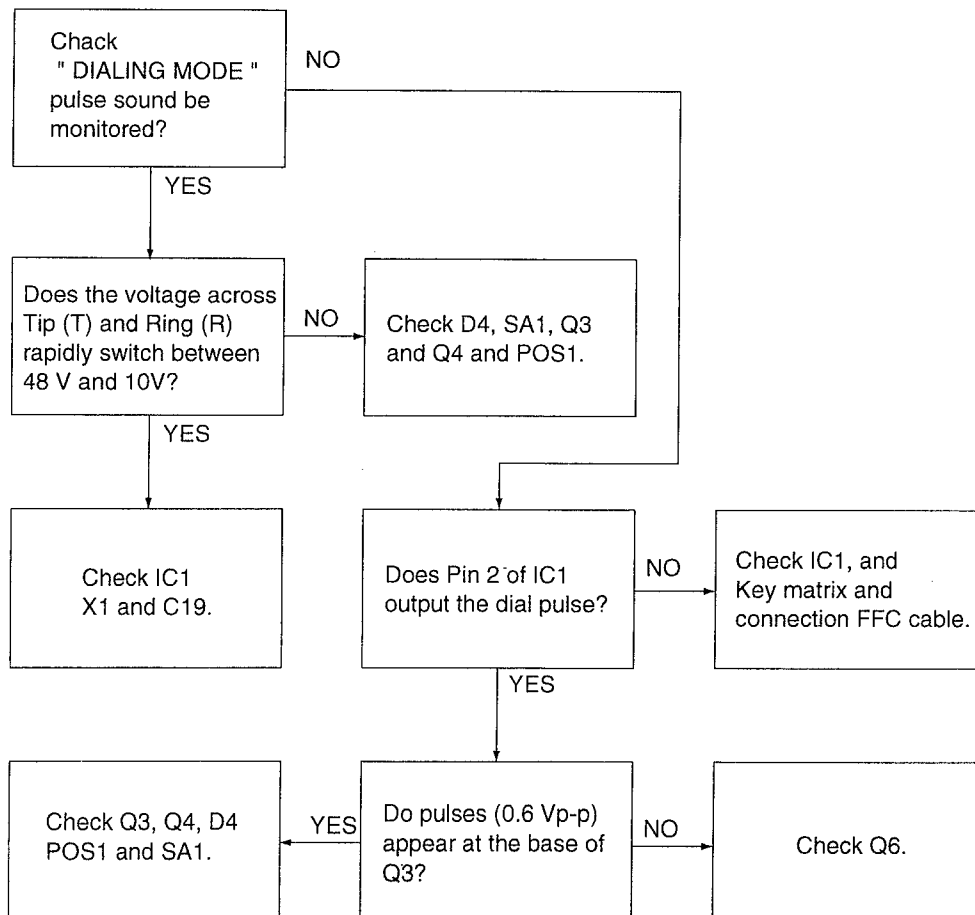 Chack
" DIALING MODE "
pulse sound be
monitored?
NO
YES
Does the voltage across
Tip (T) and Ring (R)
rapidly switch between
48 V and 10V?
NO
Check D4, SA1, Q3
and Q4 and POS1.
YES
Check IC1
X1 and C19.
Does Pin 2 of IC1
output the dial pulse?
NO
Check IC1, and
Key matrix and
connection FFC cable.
YES
Do pulses (0.6 Vp-p)
appear at the base of
Q3?
YES
Check Q3, Q4, D4
POS1 and SA1.
NO
Check Q6.